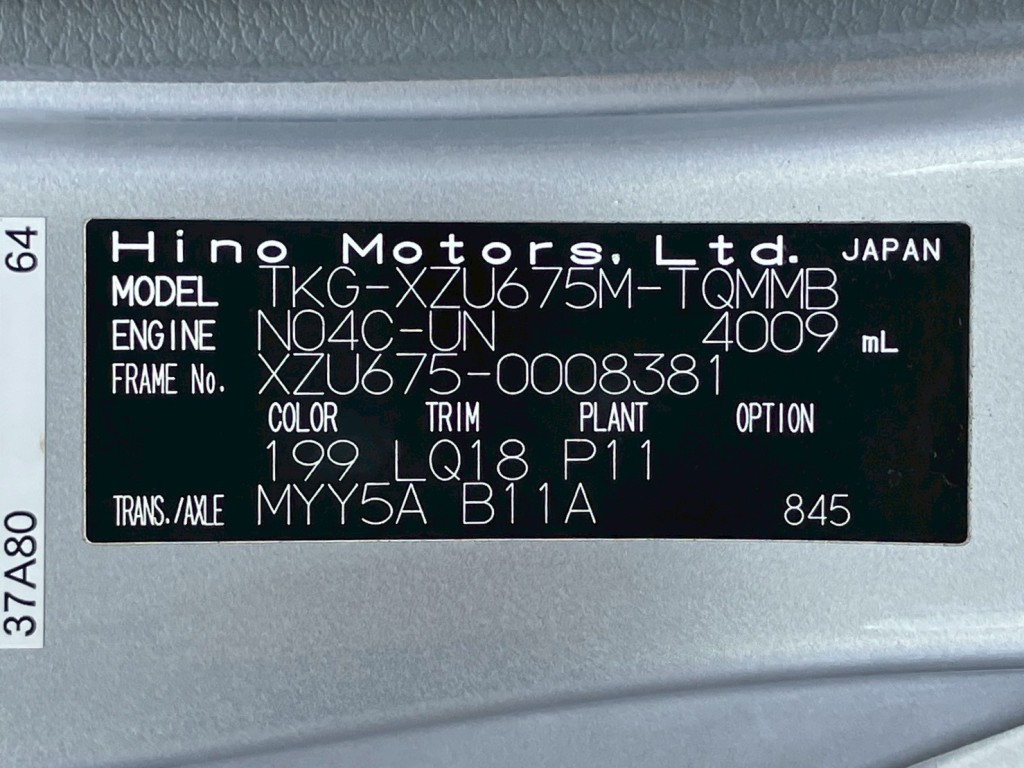 Hino Motors, Ltd. JAPAN
MODEL TKG-XZU675M-TQMMB
ENGINE N04C-UN 4009 mL
FRAME No. XZU675-0008381
COLOR TRIM PLANT OPTION
199 LQ18 P11
TRANS./AXLE MYY5A B11A 845
37A80 64